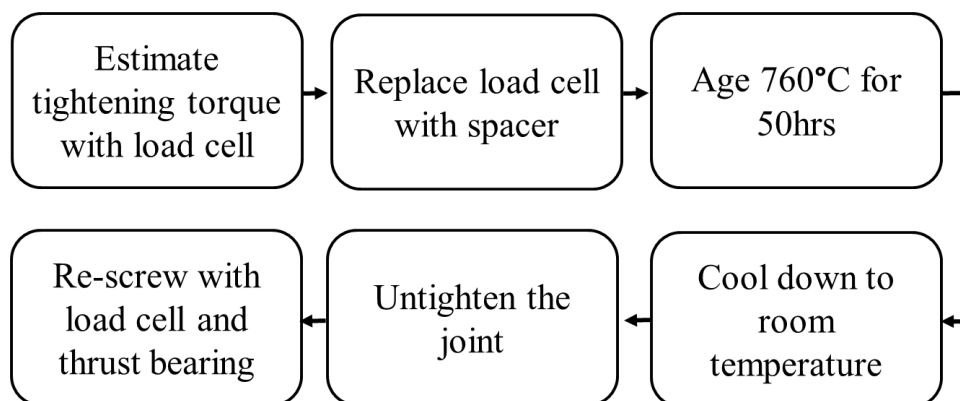 Estimate
tightening torque
with load cell
Replace load cell
with spacer
Age 760°C for
50hrs
Cool down to
room
temperature
Untighten the
joint
Re-screw with
load cell and
thrust bearing